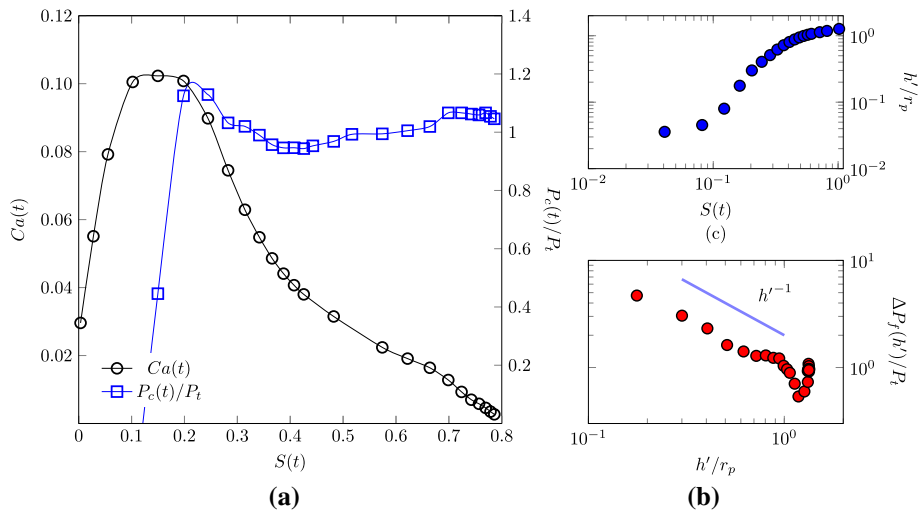 0.12
0.10
0.08
0.06
0.04
0.02
Ca(t)
1.4
1.2
1
0.8
0.6
0.4
0.2
P_c(t)/P_t
Ca(t)
P_c(t)/P_t
0 0.1 0.2 0.3 0.4 0.5 0.6 0.7 0.8
S(t)
(a)
10^0
10^−1
10^−2
h′/r_p
10^−2 10^−1 10^0
S(t)
(c)
h′^−1
10^1
10^0
ΔP_f(h′)/P_t
10^−1 10^0
h′/r_p
(b)